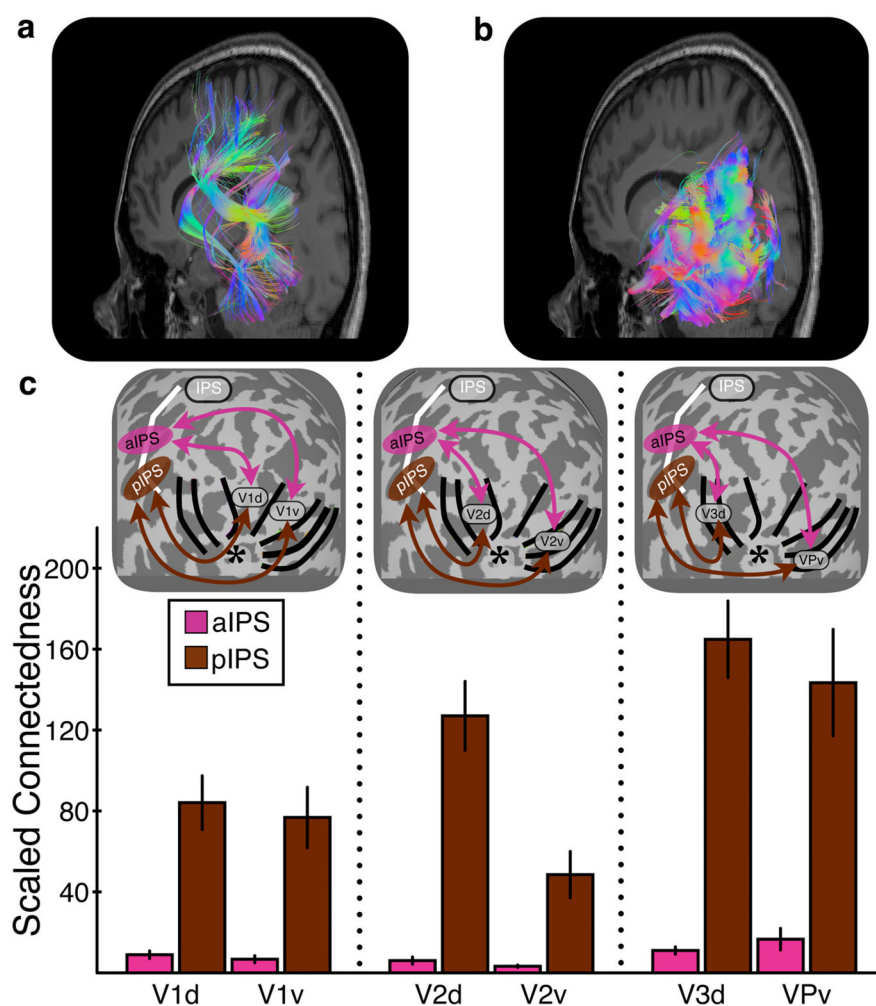 a
b
c
IPS
aIPS
pIPS
V1d
V1v
*
IPS
aIPS
pIPS
V2d
V2v
*
IPS
aIPS
pIPS
V3d
VPv
*
Scaled Connectedness
200
160
120
80
40
aIPS
pIPS
V1d V1v V2d V2v V3d VPv